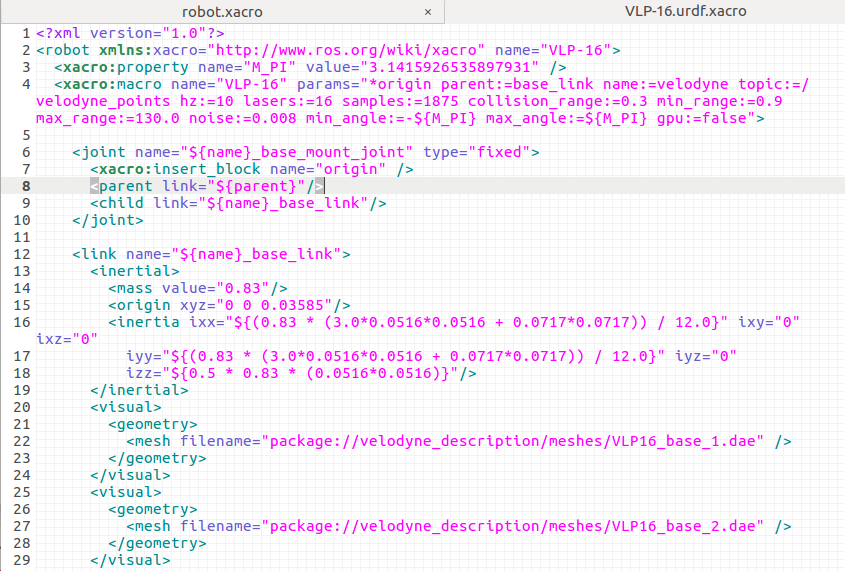 robot.xacro × VLP-16.urdf.xacro
1 <?xml version="1.0"?>
2 <robot xmlns:xacro="http://www.ros.org/wiki/xacro" name="VLP-16">
3   <xacro:property name="M_PI" value="3.1415926535897931" />
4   <xacro:macro name="VLP-16" params="*origin parent:=base_link name:=velodyne topic:=/
velodyne_points hz:=10 lasers:=16 samples:=1875 collision_range:=0.3 min_range:=0.9
max_range:=130.0 noise:=0.008 min_angle:=-${M_PI} max_angle:=${M_PI} gpu:=false">
5
6     <joint name="${name}_base_mount_joint" type="fixed">
7       <xacro:insert_block name="origin" />
8       <parent link="${parent}"/>
9       <child link="${name}_base_link"/>
10     </joint>
11
12     <link name="${name}_base_link">
13       <inertial>
14         <mass value="0.83"/>
15         <origin xyz="0 0 0.03585"/>
16         <inertia ixx="${(0.83 * (3.0*0.0516*0.0516 + 0.0717*0.0717)) / 12.0}" ixy="0"
ixz="0"
17           iyy="${(0.83 * (3.0*0.0516*0.0516 + 0.0717*0.0717)) / 12.0}" iyz="0"
18           izz="${0.5 * 0.83 * (0.0516*0.0516)}"/>
19       </inertial>
20       <visual>
21         <geometry>
22           <mesh filename="package://velodyne_description/meshes/VLP16_base_1.dae" />
23         </geometry>
24       </visual>
25       <visual>
26         <geometry>
27           <mesh filename="package://velodyne_description/meshes/VLP16_base_2.dae" />
28         </geometry>
29       </visual>